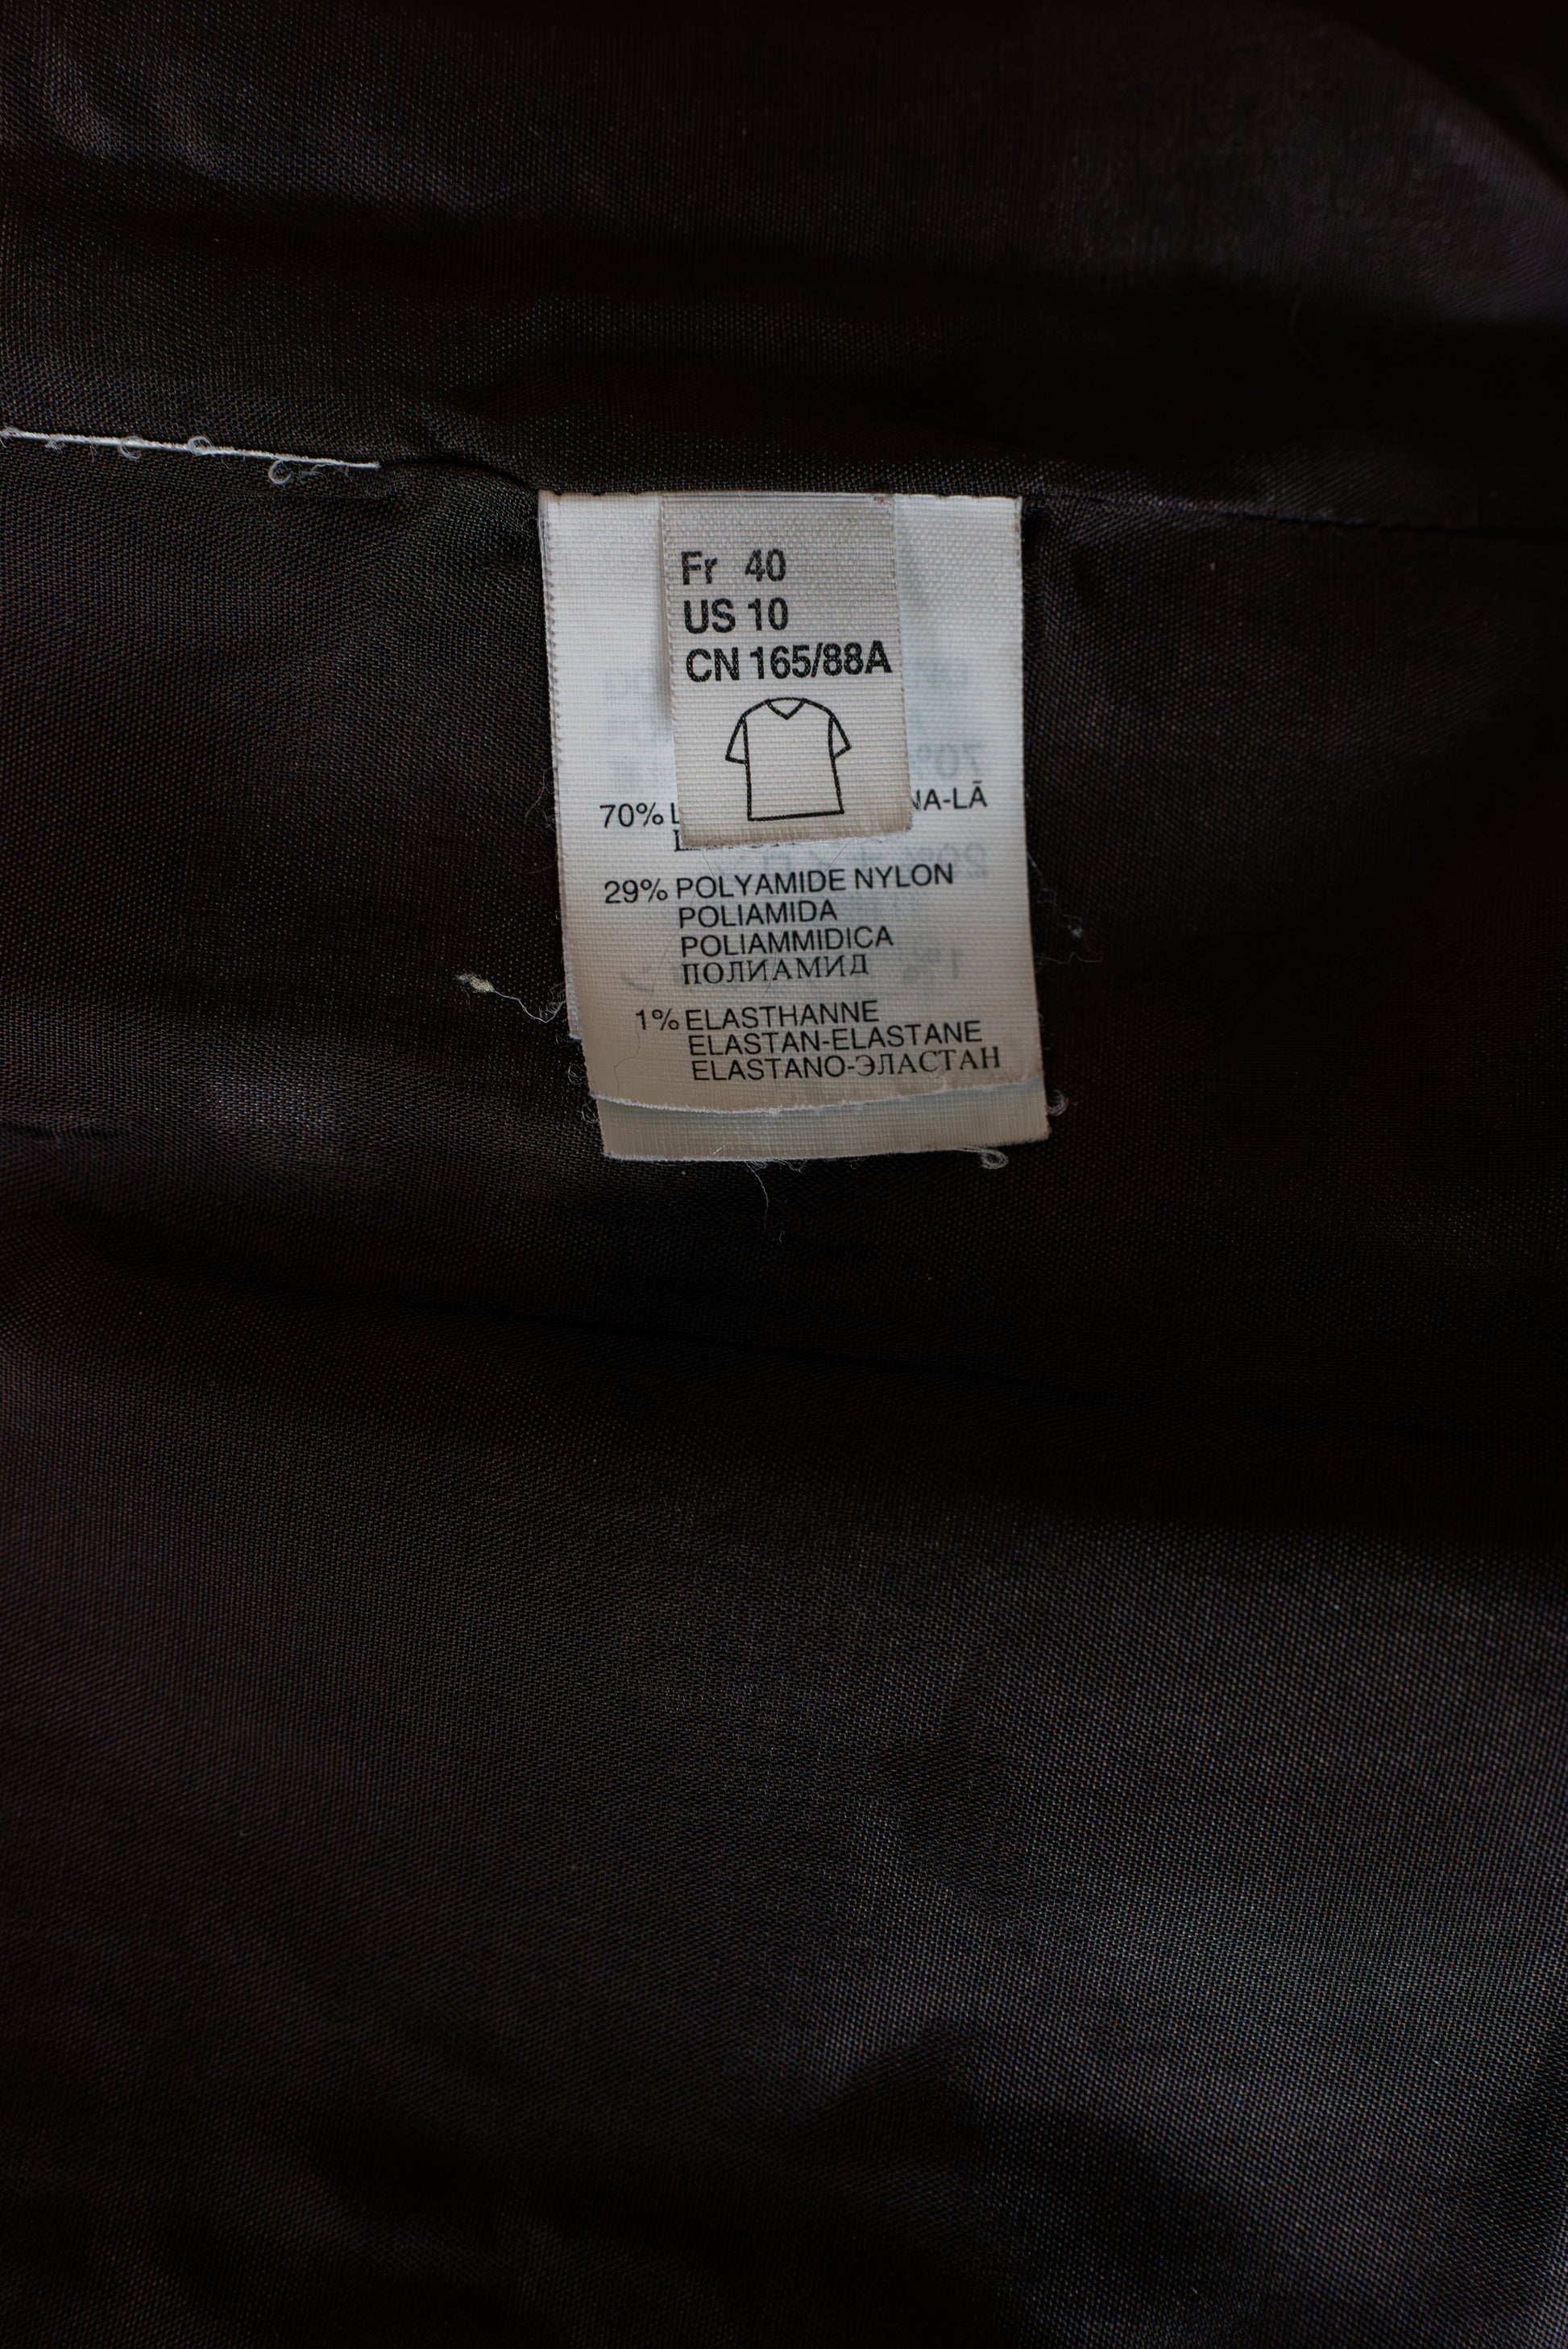 Fr 40
US 10
CN 165/88A
70%
NA-LÃ
29% POLYAMIDE NYLON
POLIAMIDA
POLIAMMIDICA
ПОЛИАМИД
1% ELASTHANNE
ELASTAN-ELASTANE
ELASTANO-ЭЛАСТАН